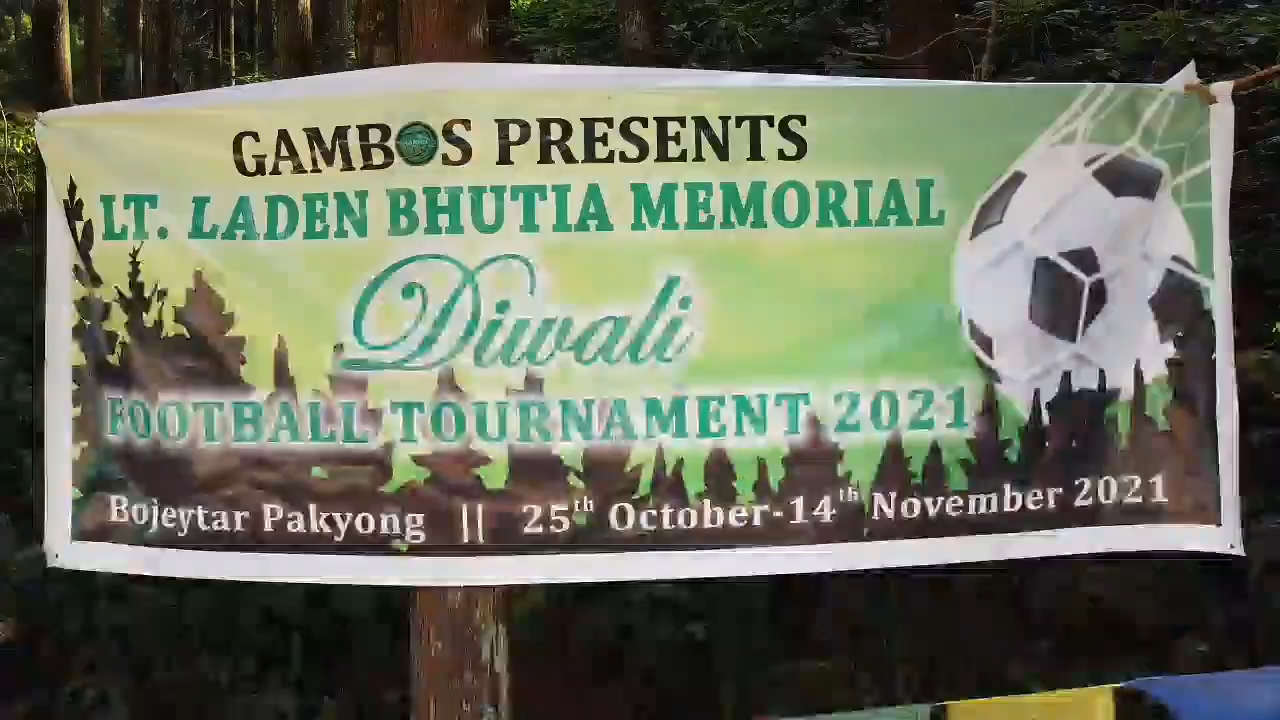 GAMBOS PRESENTS
LT. LADEN BHUTIA MEMORIAL
Diwali
FOOTBALL TOURNAMENT 2021
Bojeytar Pakyong || 25th October-14th November 2021